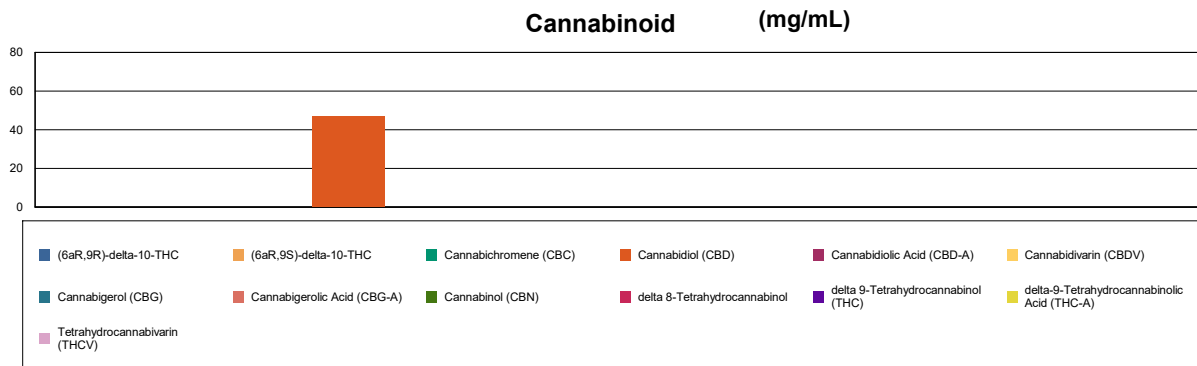 Cannabinoid (mg/mL)
80
60
40
20
0
(6aR,9R)-delta-10-THC
(6aR,9S)-delta-10-THC
Cannabichromene (CBC)
Cannabidiol (CBD)
Cannabidiolic Acid (CBD-A)
Cannabidivarin (CBDV)
Cannabigerol (CBG)
Cannabigerolic Acid (CBG-A)
Cannabinol (CBN)
delta 8-Tetrahydrocannabinol
delta 9-Tetrahydrocannabinol
(THC)
delta-9-Tetrahydrocannabinolic
Acid (THC-A)
Tetrahydrocannabivarin
(THCV)